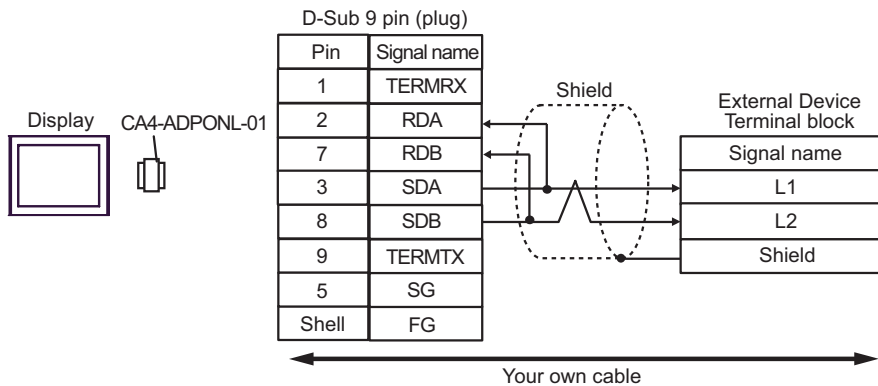 D-Sub 9 pin (plug)
Pin Signal name
1 TERMRX
2 RDA
7 RDB
3 SDA
8 SDB
9 TERMTX
5 SG
Shell FG
Display
CA4-ADPONL-01
Shield
External Device
Terminal block
Signal name
L1
L2
Shield
Your own cable